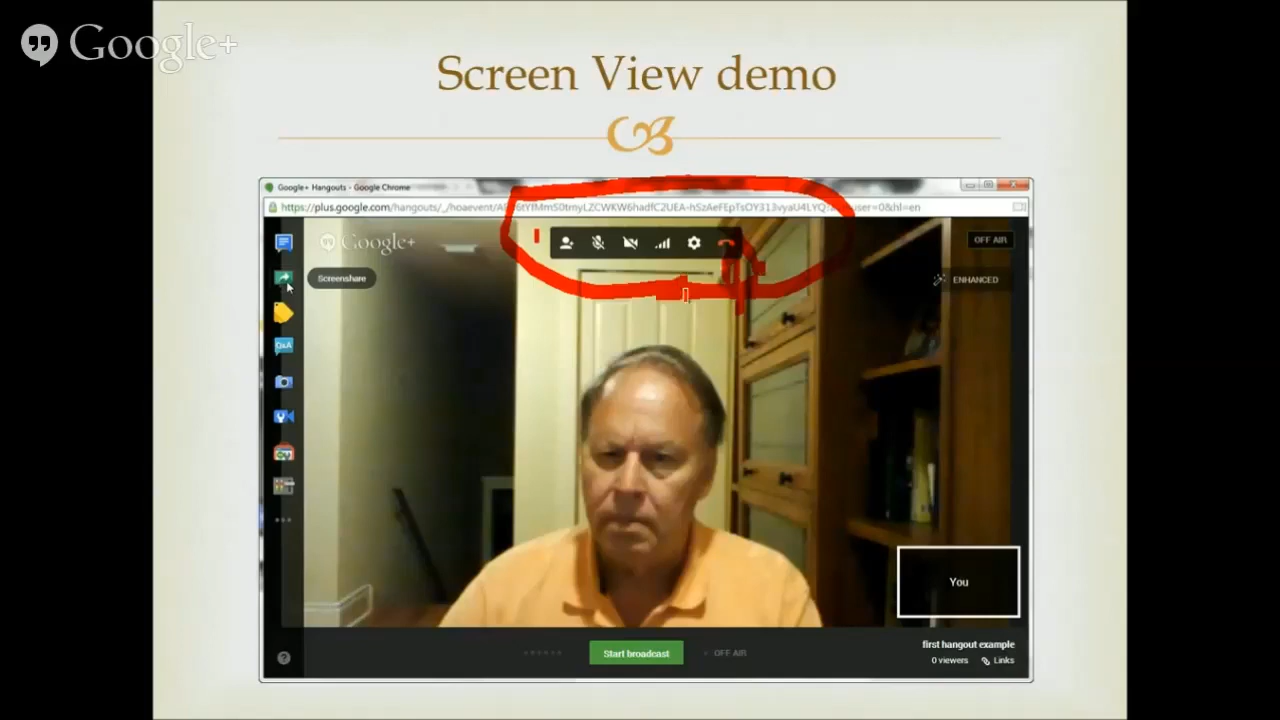 Google+
Screen View demo
Google+ Hangouts - Google Chrome
Google+
OFF AIR
Screenshare
ENHANCED
Q&A
You
Start broadcast
OFF AIR
first hangout example
0 viewers
Links